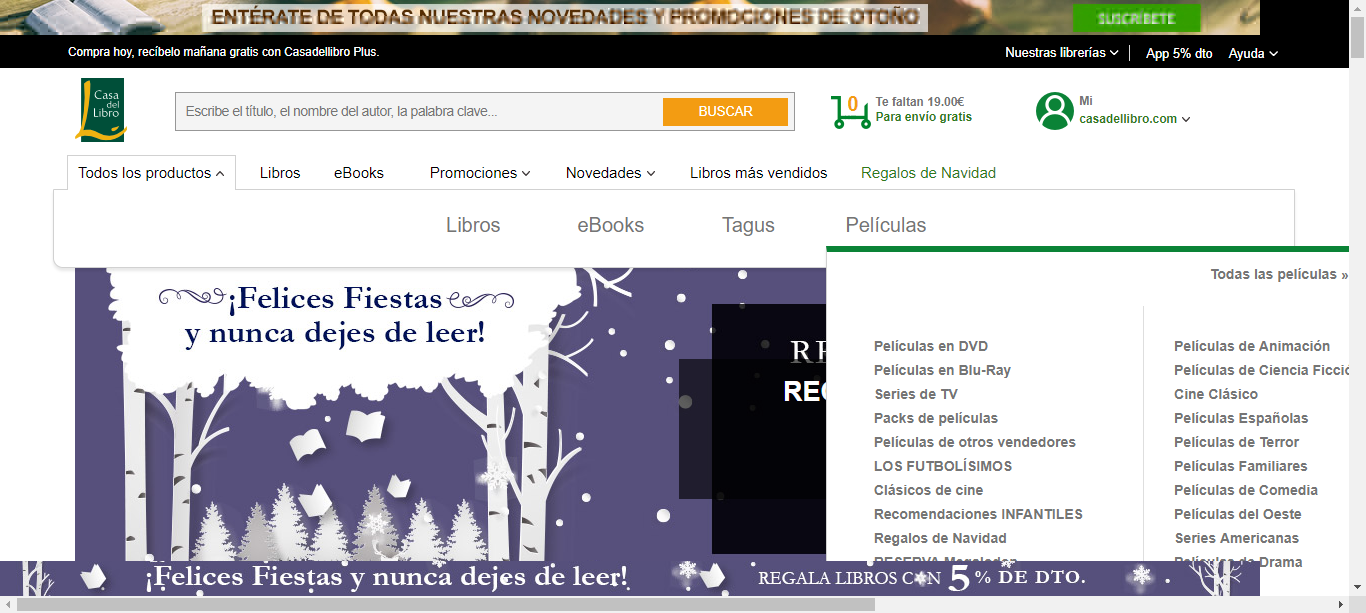 ENTÉRATE DE TODAS NUESTRAS NOVEDADES Y PROMOCIONES DE OTOÑO
SUSCRÍBETE
Compra hoy, recíbelo mañana gratis con Casadellibro Plus.
Nuestras librerías
App 5% dto
Ayuda
Casa del Libro
Escribe el título, el nombre del autor, la palabra clave...
BUSCAR
0
Te faltan 19.00€
Para envío gratis
Mi
casadellibro.com
Todos los productos
Libros
eBooks
Promociones
Novedades
Libros más vendidos
Regalos de Navidad
Libros
eBooks
Tagus
Películas
Todas las películas »
¡Felices Fiestas
y nunca dejes de leer!
Películas en DVD
Películas en Blu-Ray
Series de TV
Packs de películas
Películas de otros vendedores
LOS FUTBOLÍSIMOS
Clásicos de cine
Recomendaciones INFANTILES
Regalos de Navidad
Películas de Animación
Películas de Ciencia Ficcio
Cine Clásico
Películas Españolas
Películas de Terror
Películas Familiares
Películas de Comedia
Películas del Oeste
Series Americanas
Películas de Drama
¡Felices Fiestas y nunca dejes de leer!
REGALA LIBROS CON 5% DE DTO.